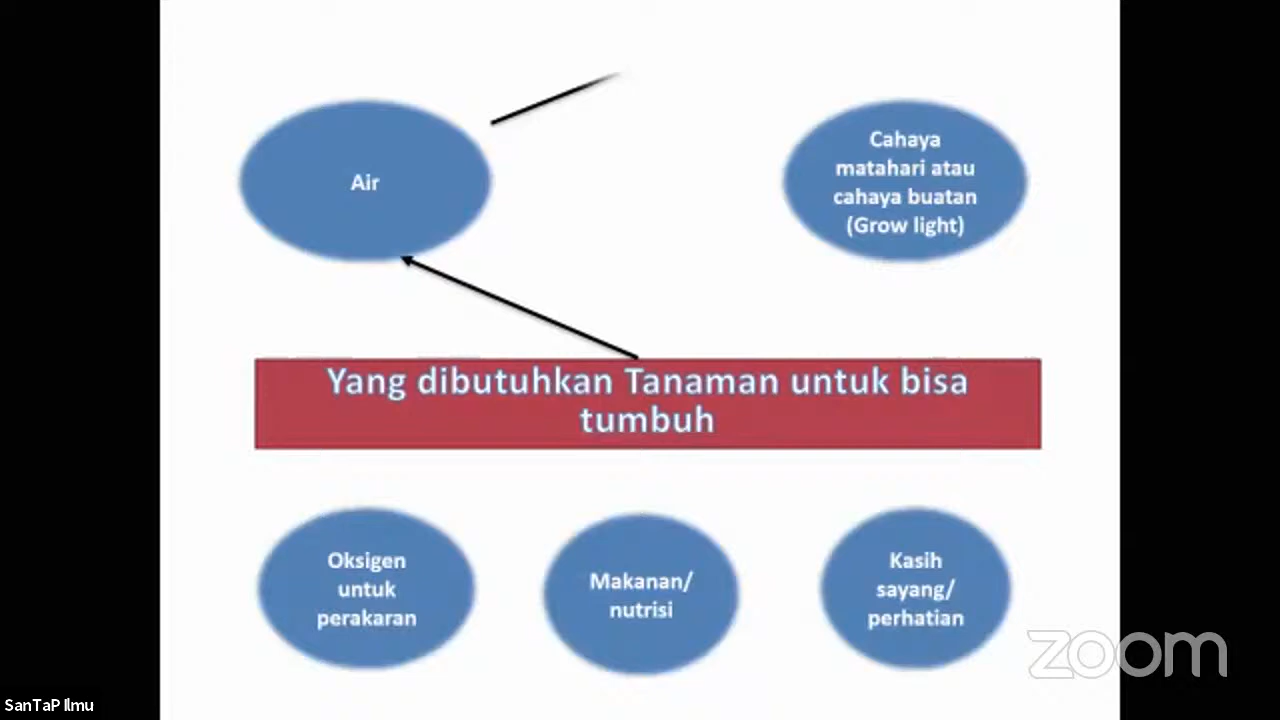 Air
Cahaya
matahari atau
cahaya buatan
(Grow light)
Yang dibutuhkan Tanaman untuk bisa
tumbuh
Oksigen
untuk
perakaran
Makanan/
nutrisi
Kasih
sayang/
perhatian
zoom
SanTaP Ilmu